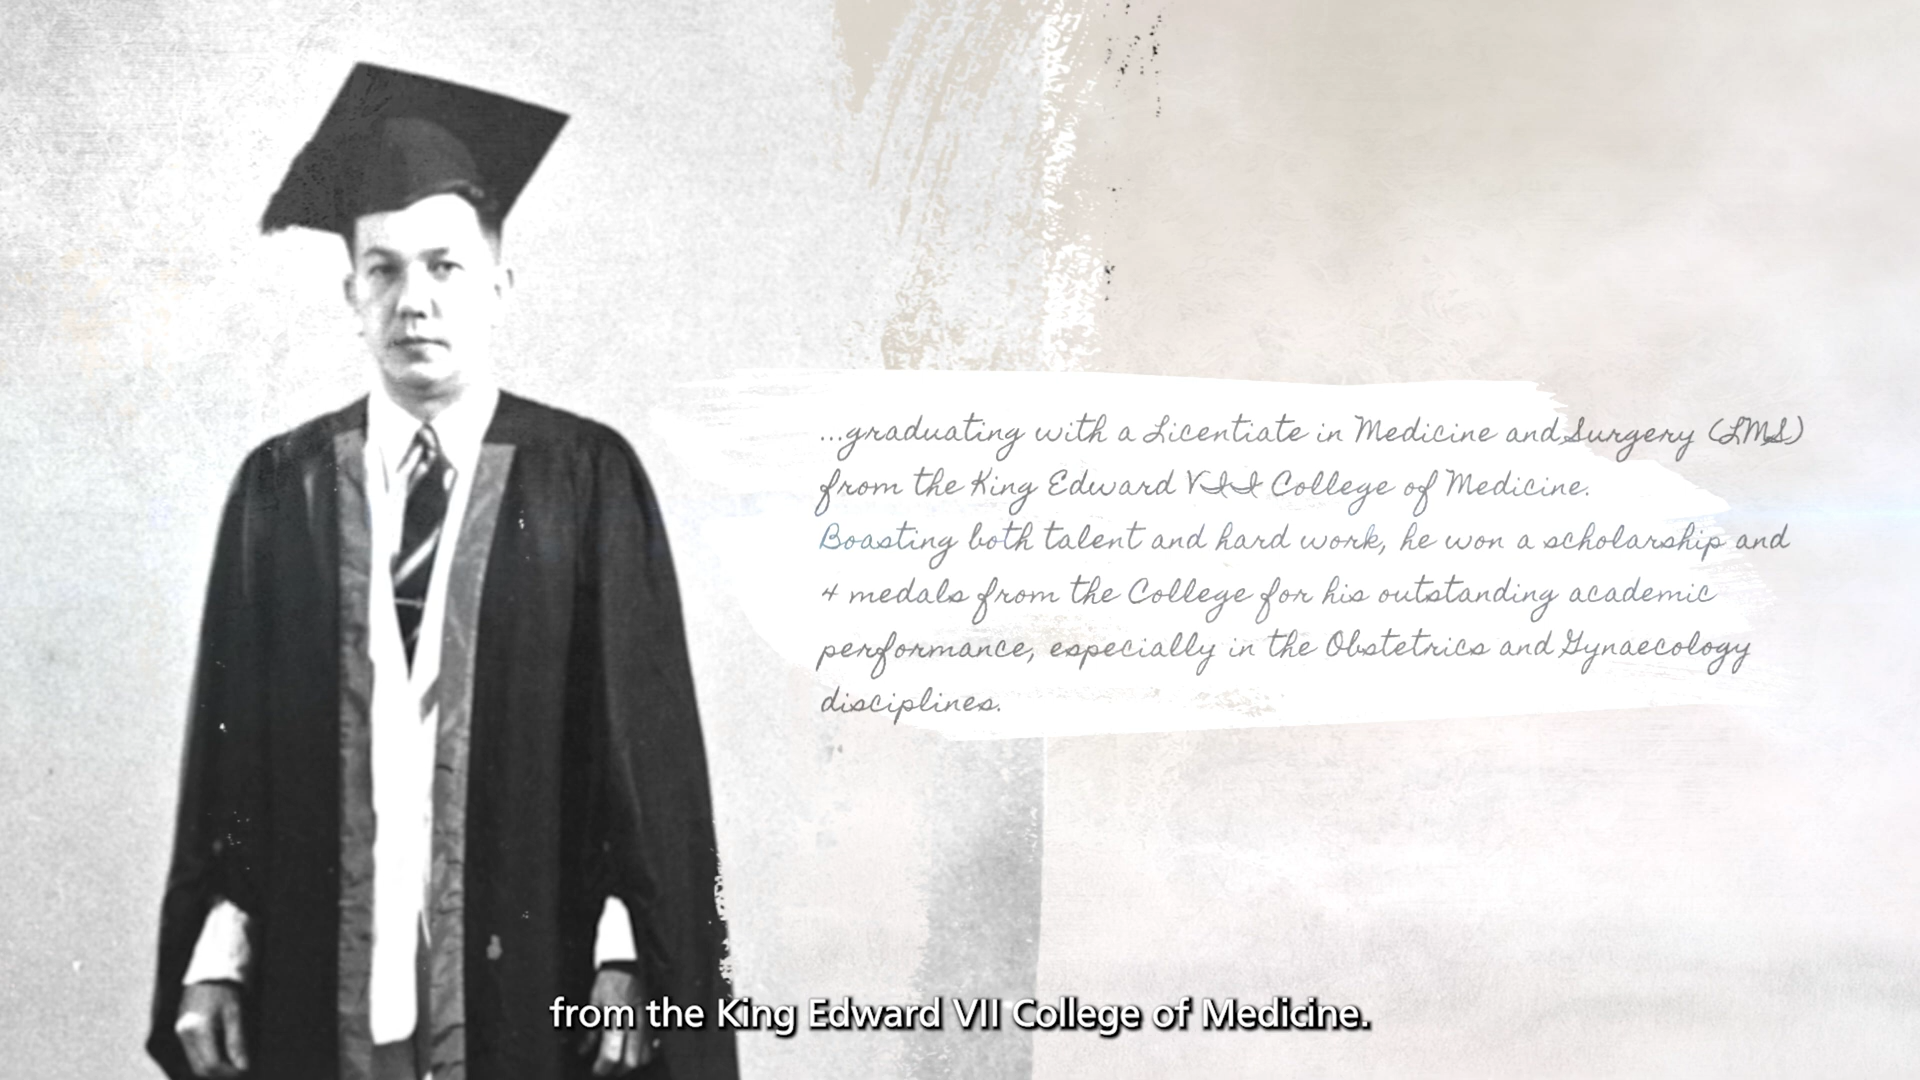 ...graduating with a Licentiate in Medicine and Surgery (LMS)
from the King Edward VII College of Medicine.
Boasting both talent and hard work, he won a scholarship and
4 medals from the College for his outstanding academic
performance, especially in the Obstetrics and Gynaecology
disciplines.
from the King Edward VII College of Medicine.